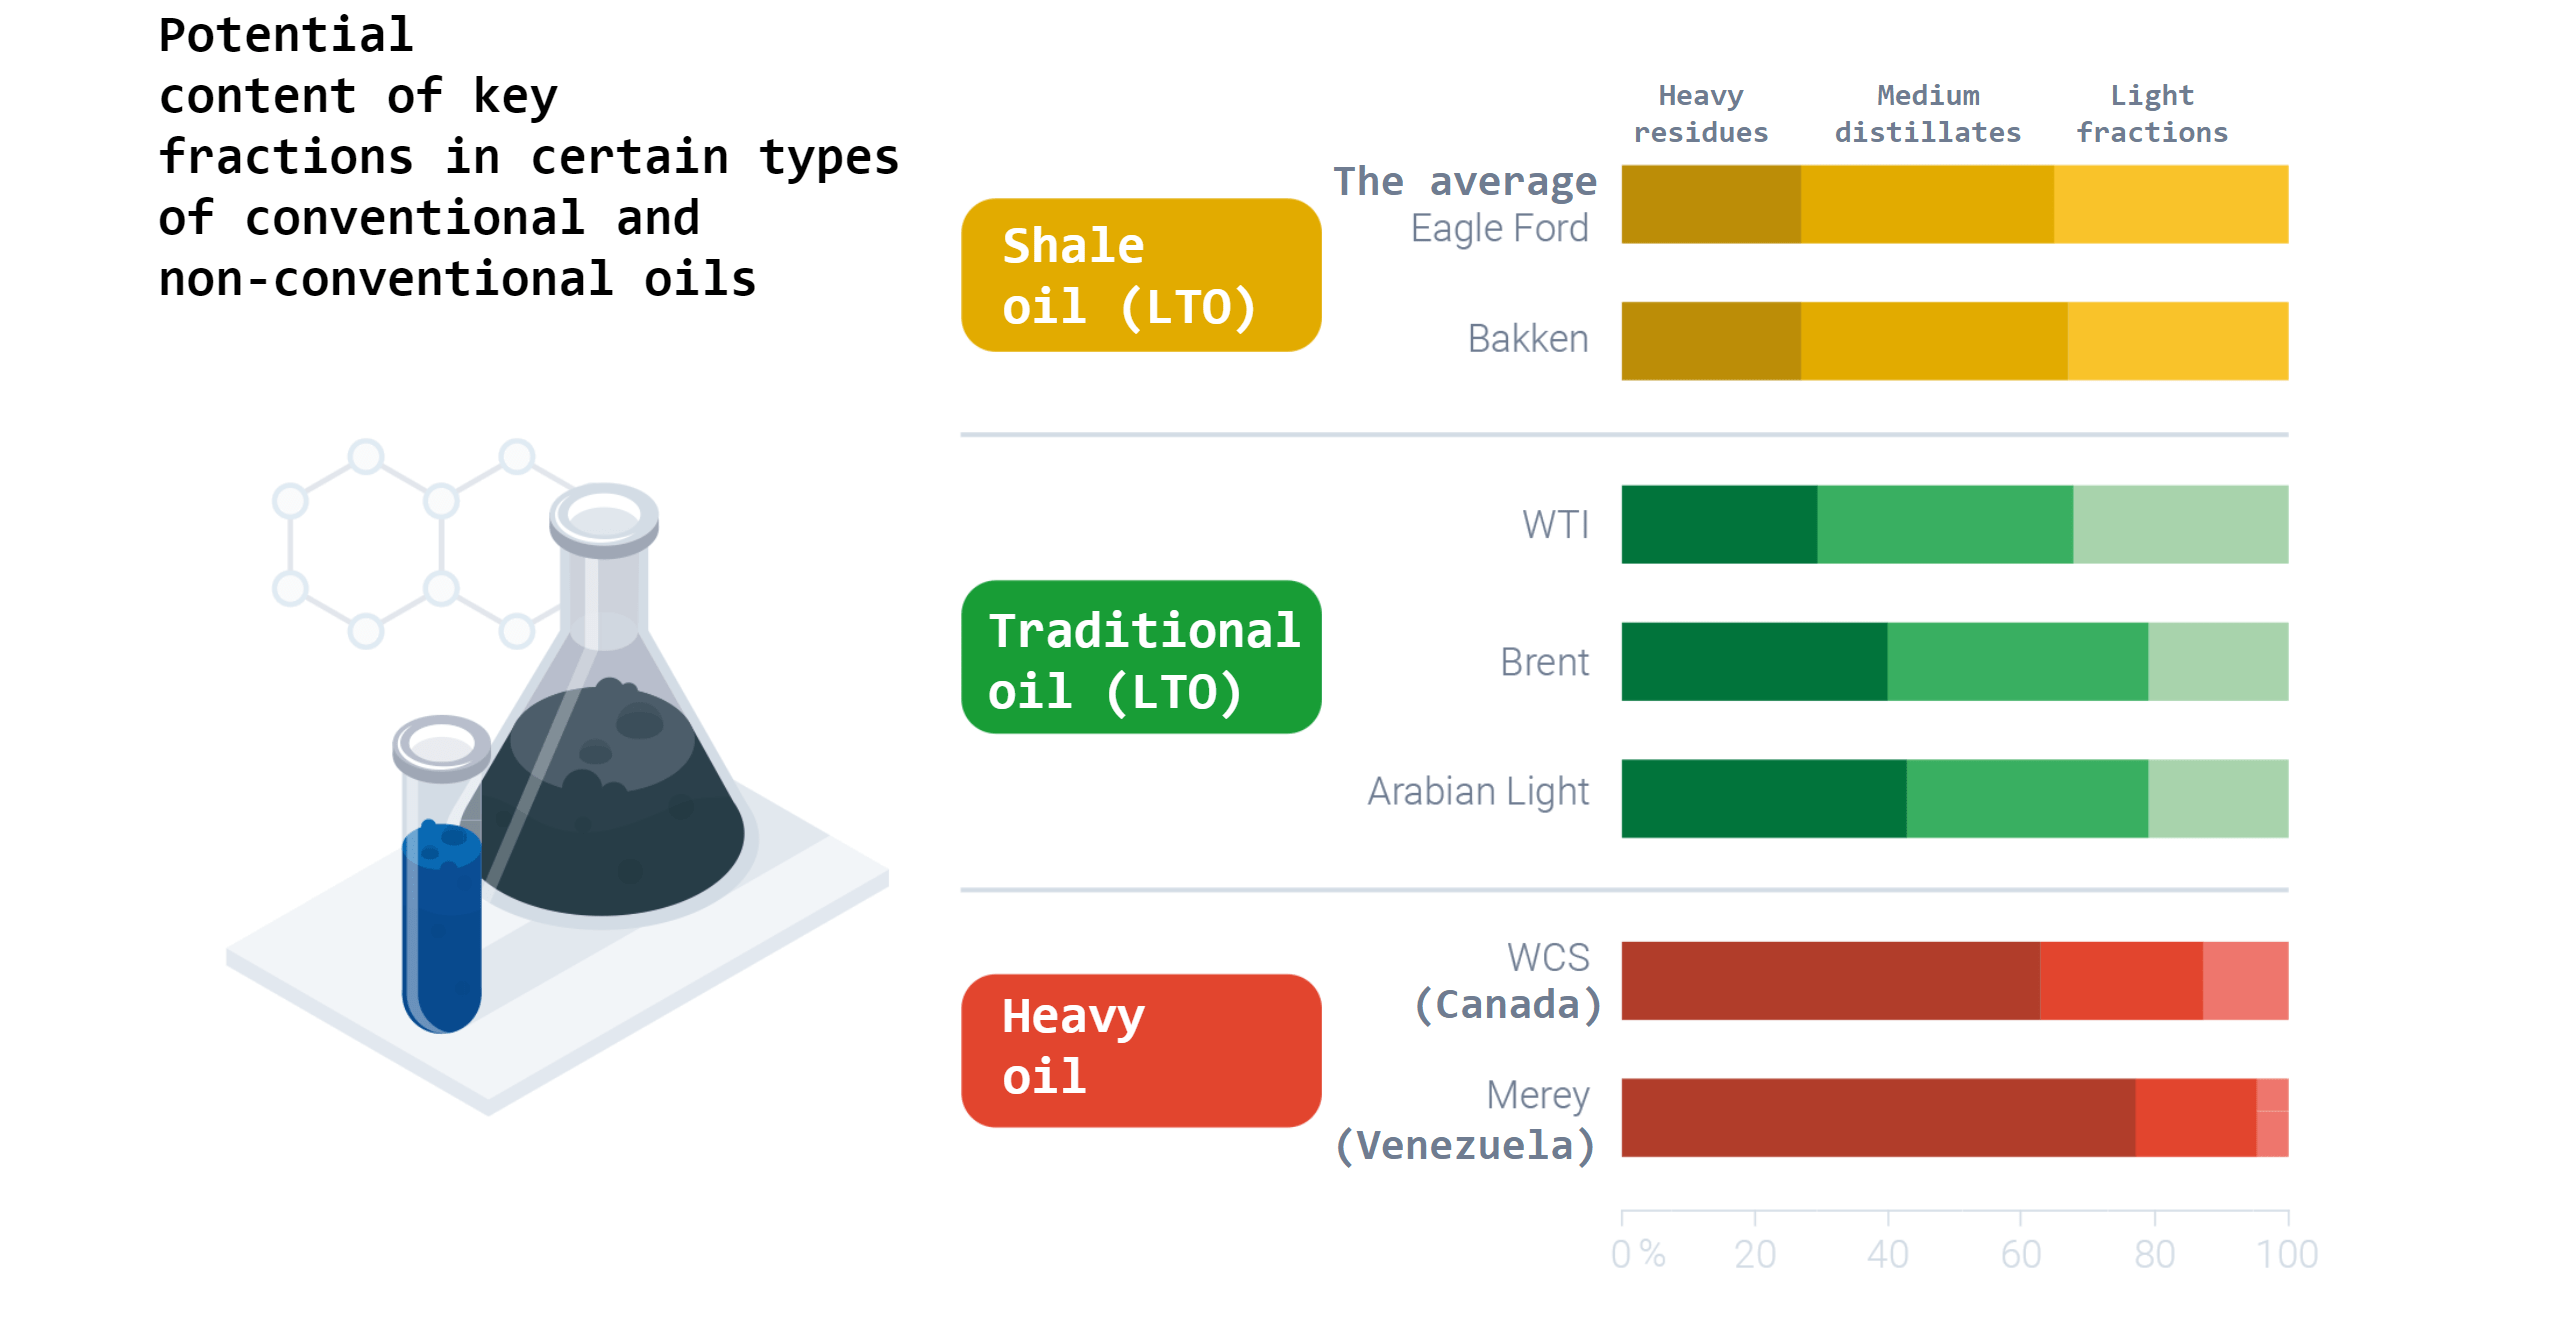 Potential
content of key
fractions in certain types
of conventional and
non-conventional oils
Heavy
residues
Medium
distillates
Light
fractions
Shale
oil (LTO)
The average
Eagle Ford
Bakken
Traditional
oil (LTO)
WTI
Brent
Arabian Light
Heavy
oil
WCS
(Canada)
Merey
(Venezuela)
0 % 20 40 60 80 100